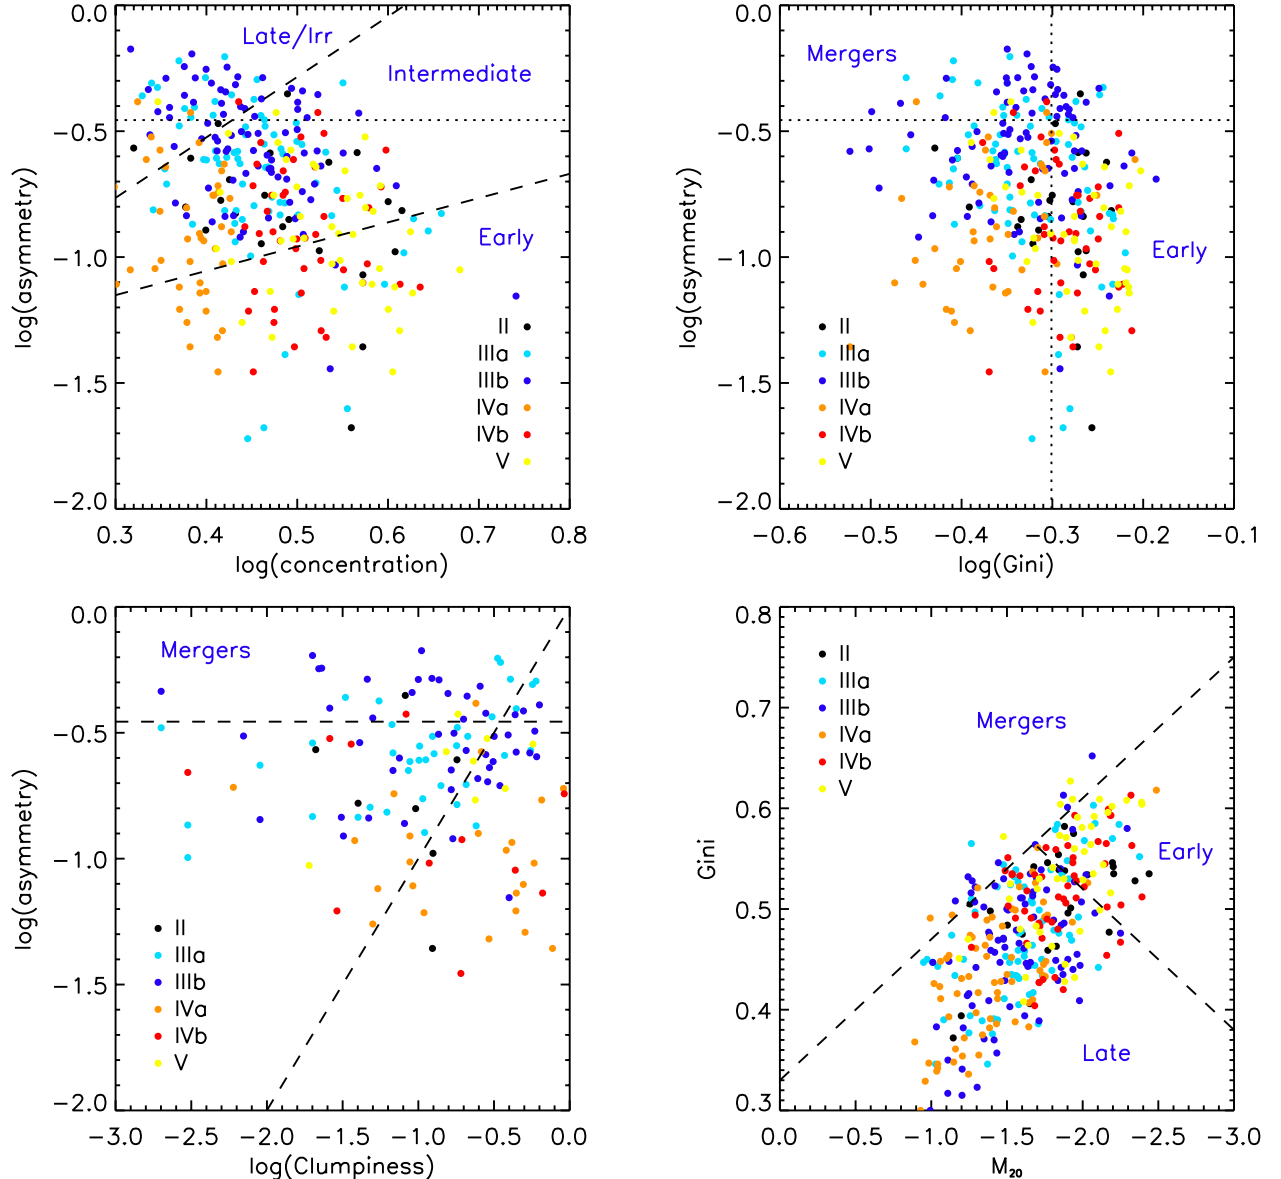 0.0
Late/Irr
Intermediate
−0.5
log(asymmetry)
−1.0
Early
II
IIIa
IIIb
−1.5
IVa
IVb
V
−2.0
0.3 0.4 0.5 0.6 0.7 0.8
log(concentration)
0.0
Mergers
−0.5
log(asymmetry)
−1.0
Early
II
IIIa
IIIb
−1.5
IVa
IVb
V
−2.0
−0.6 −0.5 −0.4 −0.3 −0.2 −0.1
log(Gini)
0.0
Mergers
−0.5
log(asymmetry)
−1.0
II
IIIa
IIIb
−1.5
IVa
IVb
V
−2.0
−3.0 −2.5 −2.0 −1.5 −1.0 −0.5 0.0
log(Clumpiness)
0.8
II
IIIa
0.7
Mergers
IIIb
IVa
IVb
V
0.6
Gini
Early
0.5
0.4
Late
0.3
0.0 −0.5 −1.0 −1.5 −2.0 −2.5 −3.0
M₂₀